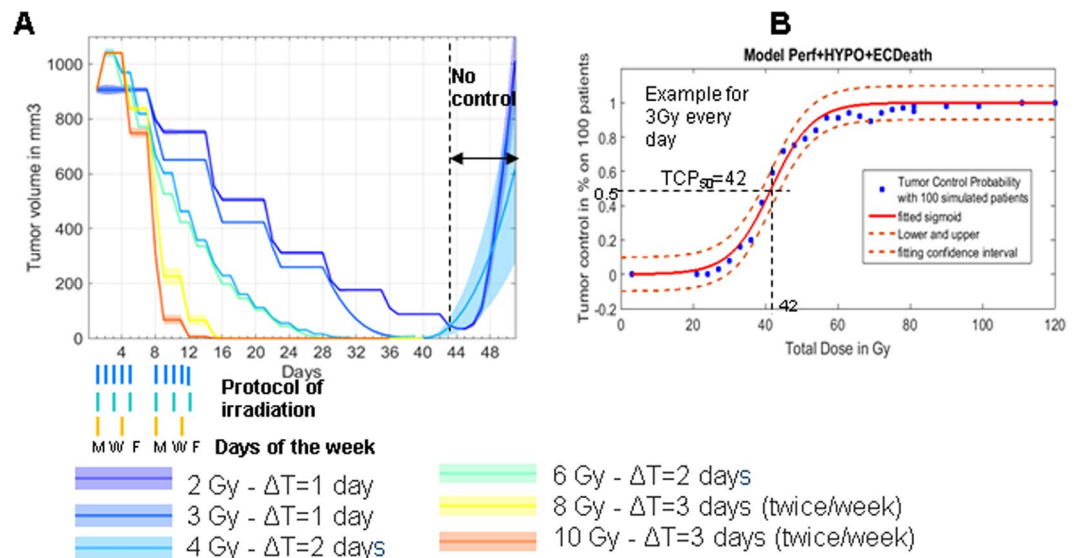 A
Tumor volume in mm3
1000
800
600
400
200
0
No
control
4 8 12 16 20 24 28 32 36 40 44 48
Days
Protocol of
irradiation
M W F M W F
Days of the week
2 Gy - ΔT=1 day
3 Gy - ΔT=1 day
4 Gy - ΔT=2 days
6 Gy - ΔT=2 days
8 Gy - ΔT=3 days (twice/week)
10 Gy - ΔT=3 days (twice/week)
B
Model Perf+HYPO+ECDeath
Tumor control in % on 100 patients
1
0.8
0.6
0.5
0.4
0.2
0
-0.2
Example for
3Gy every
day
TCP50=42
42
Tumor Control Probability
with 100 simulated patients
fitted sigmoid
Lower and upper
fitting confidence interval
0 20 40 60 80 100 120
Total Dose in Gy